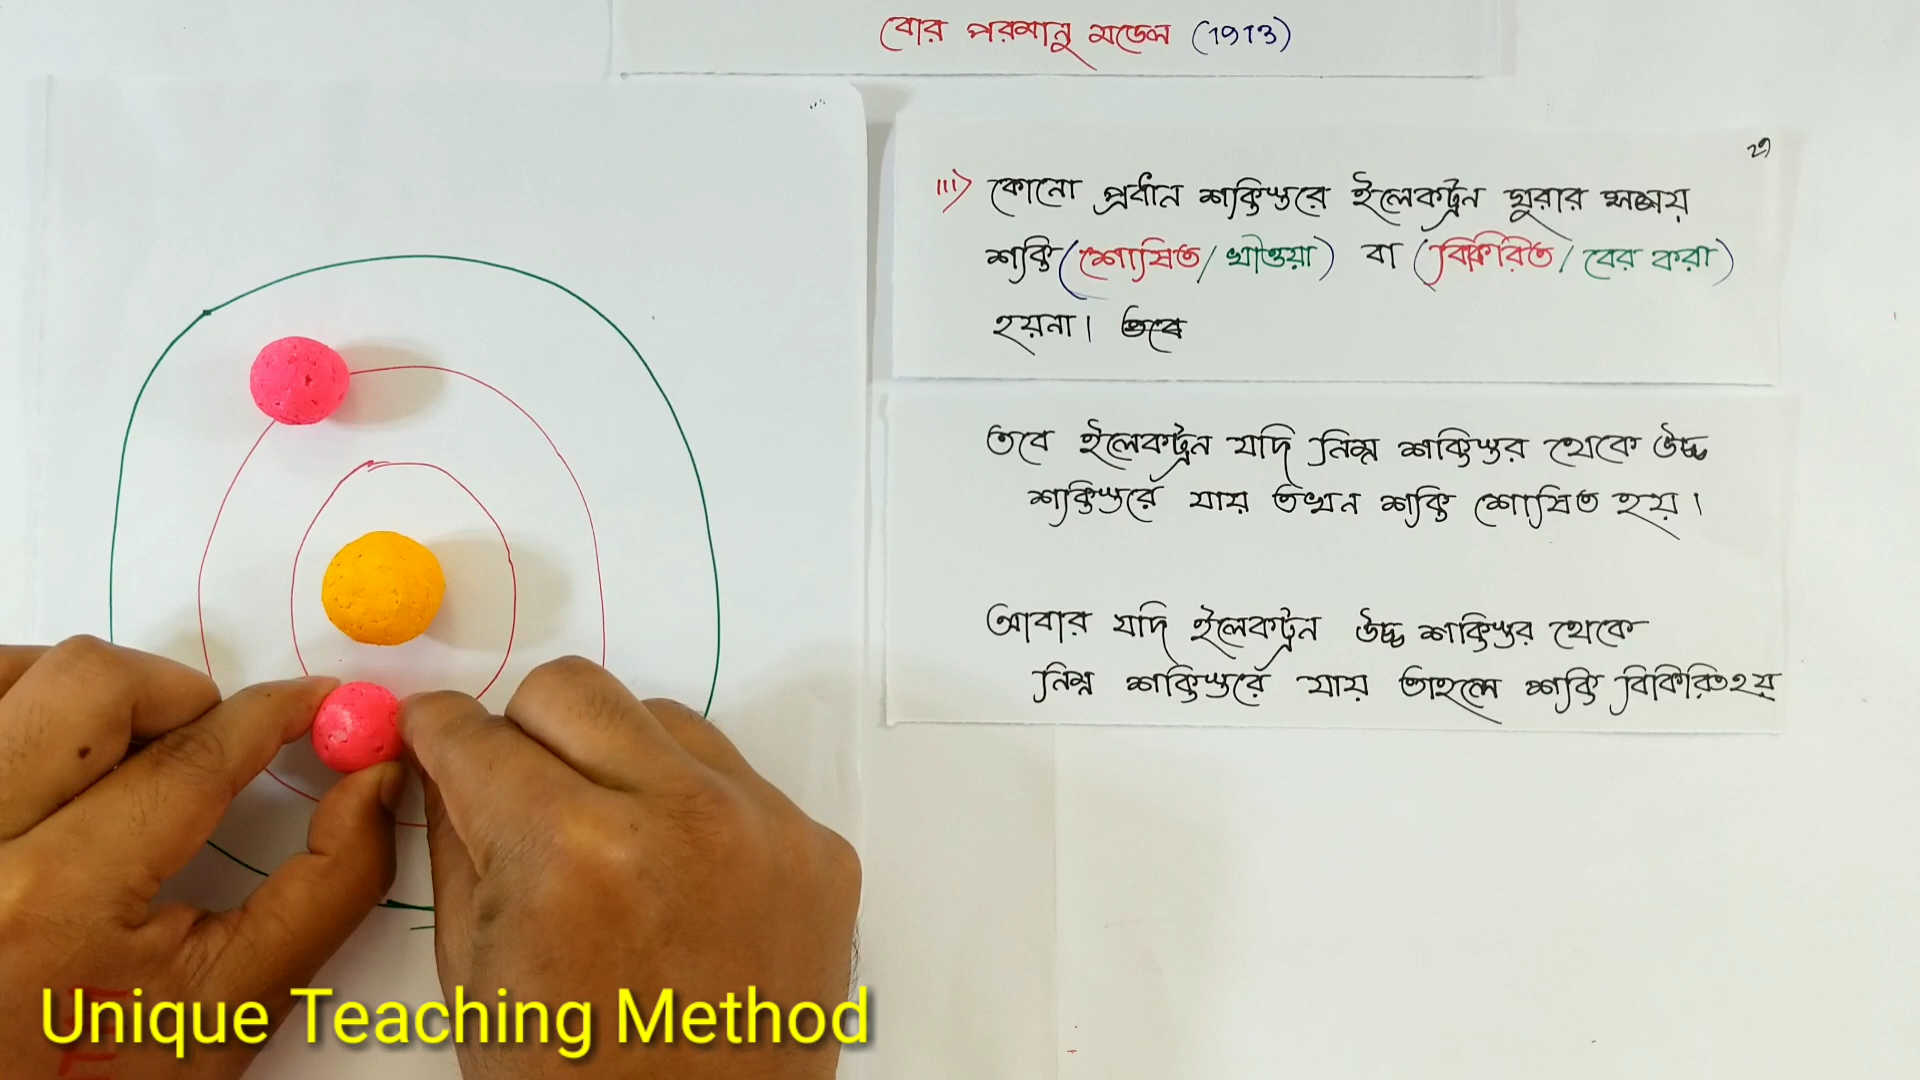 বোর পরমানু মডেল (1913)
iii) কোনো প্রধান শক্তিস্তরে ইলেকট্রন ঘুরার সময়
শক্তি (শোষিত/খাওয়া) বা (বিকিরিত/বের করা)
হয়না। তবে
তবে ইলেকট্রন যদি নিম্ন শক্তিস্তর থেকে উচ্চ
শক্তিস্তরে যায় তখন শক্তি শোষিত হয়।
আবার যদি ইলেকট্রন উচ্চ শক্তিস্তর থেকে
নিম্ন শক্তিস্তরে যায় তাহলে শক্তি বিকিরিত হয়
Unique Teaching Method